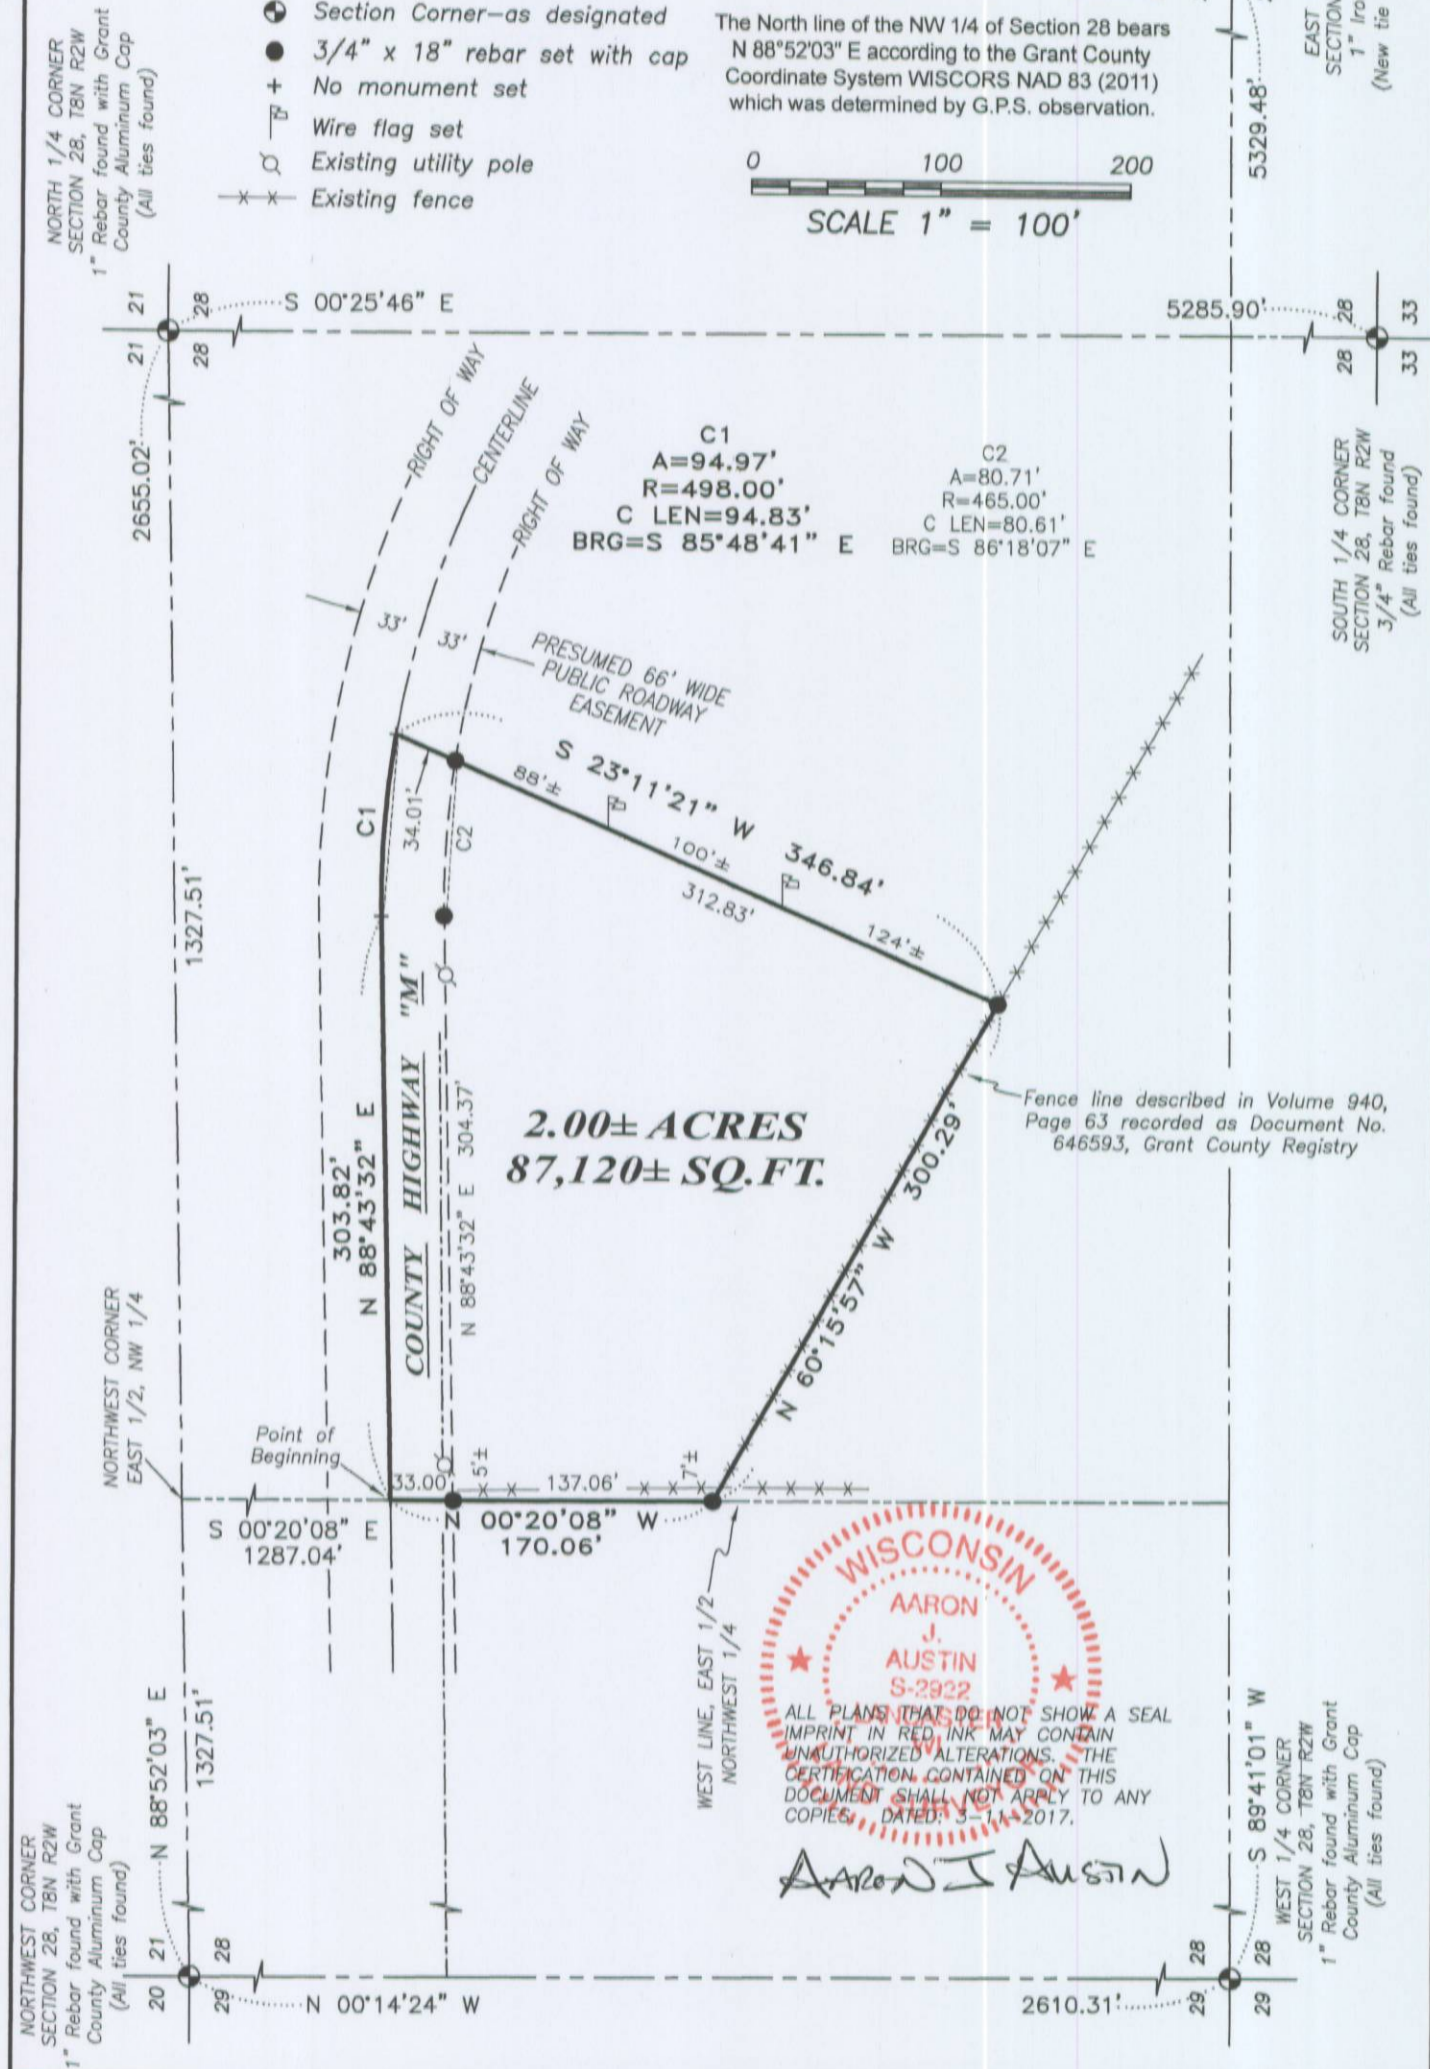 Section Corner—as designated
3/4" x 18" rebar set with cap
No monument set
Wire flag set
Existing utility pole
Existing fence
The North line of the NW 1/4 of Section 28 bears
N 88°52'03" E according to the Grant County
Coordinate System WISCORS NAD 83 (2011)
which was determined by G.P.S. observation.
0 100 200
SCALE 1" = 100'
NORTH 1/4 CORNER
SECTION 28, T8N R2W
1" Rebar found with Grant
County Aluminum Cap
(All ties found)
EAST
SECTION
(New tie
5329.48'
21 28
21 28
S 00°25'46" E
5285.90'
28 33
28 33
SOUTH 1/4 CORNER
SECTION 28, T8N R2W
3/4" Rebar found
(All ties found)
2655.02'
1327.51'
RIGHT OF WAY
CENTERLINE
RIGHT OF WAY
C1
A=94.97'
R=498.00'
C LEN=94.83'
BRG=S 85°48'41" E
C2
A=80.71'
R=465.00'
C LEN=80.61'
BRG=S 86°18'07" E
33'
33'
PRESUMED 66' WIDE
PUBLIC ROADWAY
EASEMENT
S 23°11'21" W 346.84'
88'±
100'±
312.83'
124'±
34.01'
C1
C2
303.82'
N 88°43'32" E
COUNTY HIGHWAY "M"
N 88°43'32" E 304.37'
2.00± ACRES
87,120± SQ.FT.
Fence line described in Volume 940,
Page 63 recorded as Document No.
646593, Grant County Registry
N 60°15'57" W 300.29'
NORTHWEST CORNER
EAST 1/2, NW 1/4
Point of
Beginning
33.00'
5'±
137.06'
7'±
S 00°20'08" E
1287.04'
N 00°20'08" W
170.06'
WEST LINE, EAST 1/2
NORTHWEST 1/4
WISCONSIN
AARON
J.
AUSTIN
S-2922
LANCASTER
WI
LAND SURVEYOR
ALL PLANS THAT DO NOT SHOW A SEAL
IMPRINT IN RED INK MAY CONTAIN
UNAUTHORIZED ALTERATIONS. THE
CERTIFICATION CONTAINED ON THIS
DOCUMENT SHALL NOT APPLY TO ANY
COPIES. DATED: 3-11-2017.
AARON J AUSTIN
N 88°52'03" E
1327.51'
NORTHWEST CORNER
SECTION 28, T8N R2W
1" Rebar found with Grant
County Aluminum Cap
(All ties found)
20 21
29 28
N 00°14'24" W
2610.31'
29 28
29 28
S 89°41'01" W
WEST 1/4 CORNER
SECTION 28, T8N R2W
1" Rebar found with Grant
County Aluminum Cap
(All ties found)